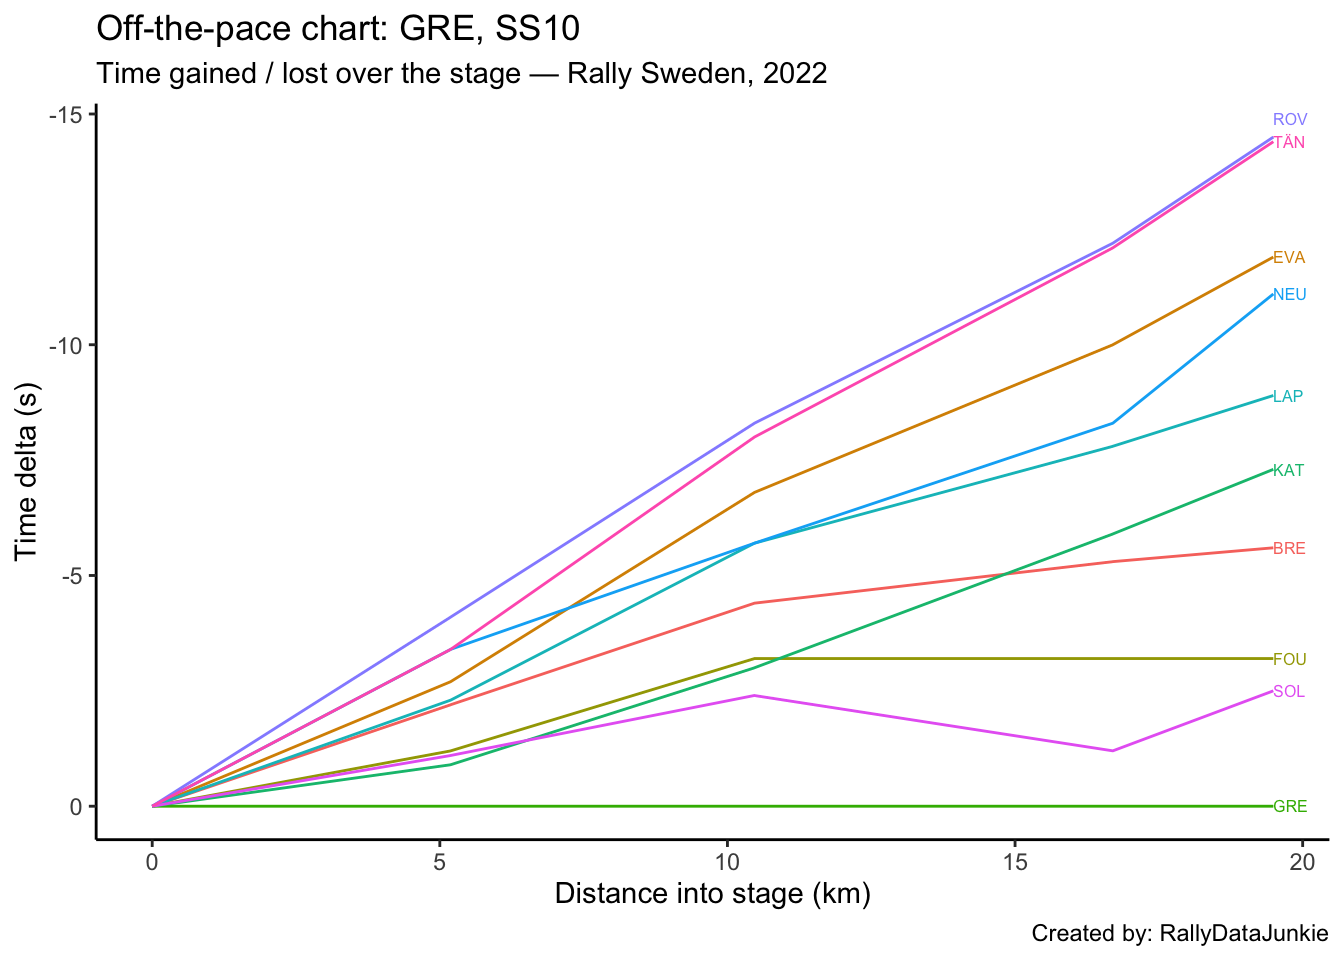 Off-the-pace chart: GRE, SS10
Time gained / lost over the stage — Rally Sweden, 2022
-15
-10
-5
0
Time delta (s)
ROV
TÄN
EVA
NEU
LAP
KAT
BRE
FOU
SOL
GRE
0 5 10 15 20
Distance into stage (km)
Created by: RallyDataJunkie